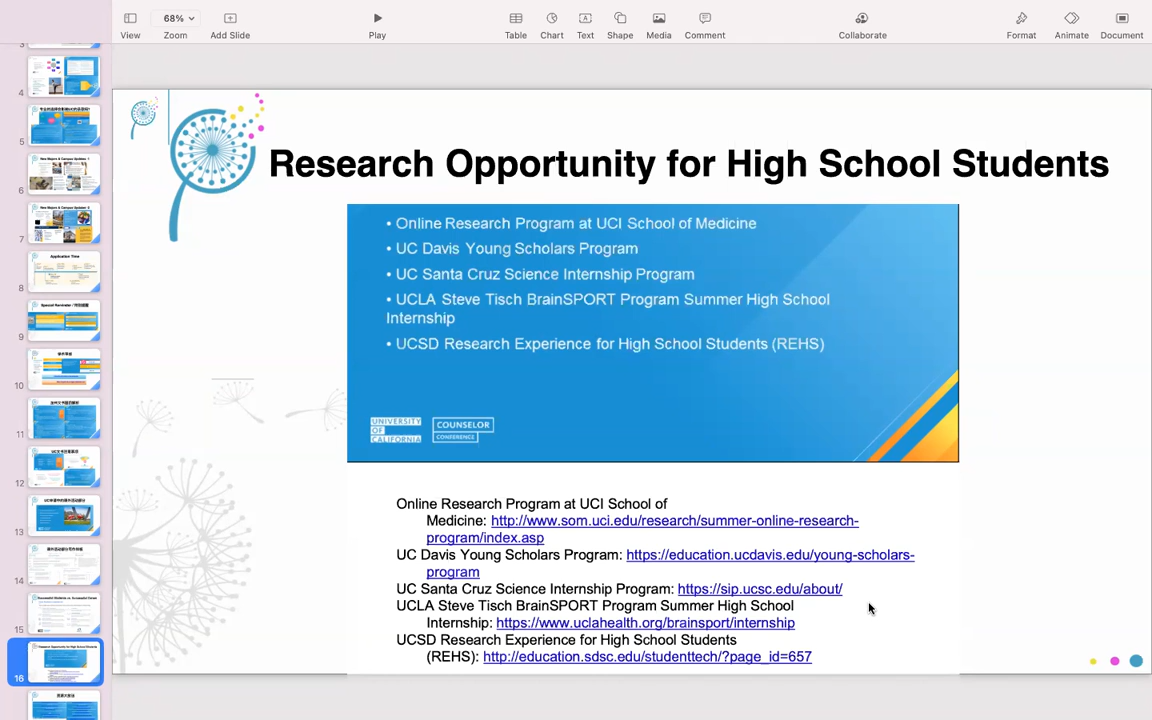 68%
View
Zoom
Add Slide
Play
Table
Chart
Text
Shape
Media
Comment
Collaborate
Format
Animate
Document
3
4
5
6
7
8
Application Time
9
10
11
12
13
14
15
16
Research Opportunity for High School Students
• Online Research Program at UCI School of Medicine
• UC Davis Young Scholars Program
• UC Santa Cruz Science Internship Program
• UCLA Steve Tisch BrainSPORT Program Summer High School
Internship
• UCSD Research Experience for High School Students (REHS)
UNIVERSITY
OF
CALIFORNIA
COUNSELOR
CONFERENCE
Online Research Program at UCI School of
Medicine: http://www.som.uci.edu/research/summer-online-research-
program/index.asp
UC Davis Young Scholars Program: https://education.ucdavis.edu/young-scholars-
program
UC Santa Cruz Science Internship Program: https://sip.ucsc.edu/about/
UCLA Steve Tisch BrainSPORT Program Summer High School
Internship: https://www.uclahealth.org/brainsport/internship
UCSD Research Experience for High School Students
(REHS): http://education.sdsc.edu/studenttech/?page_id=657